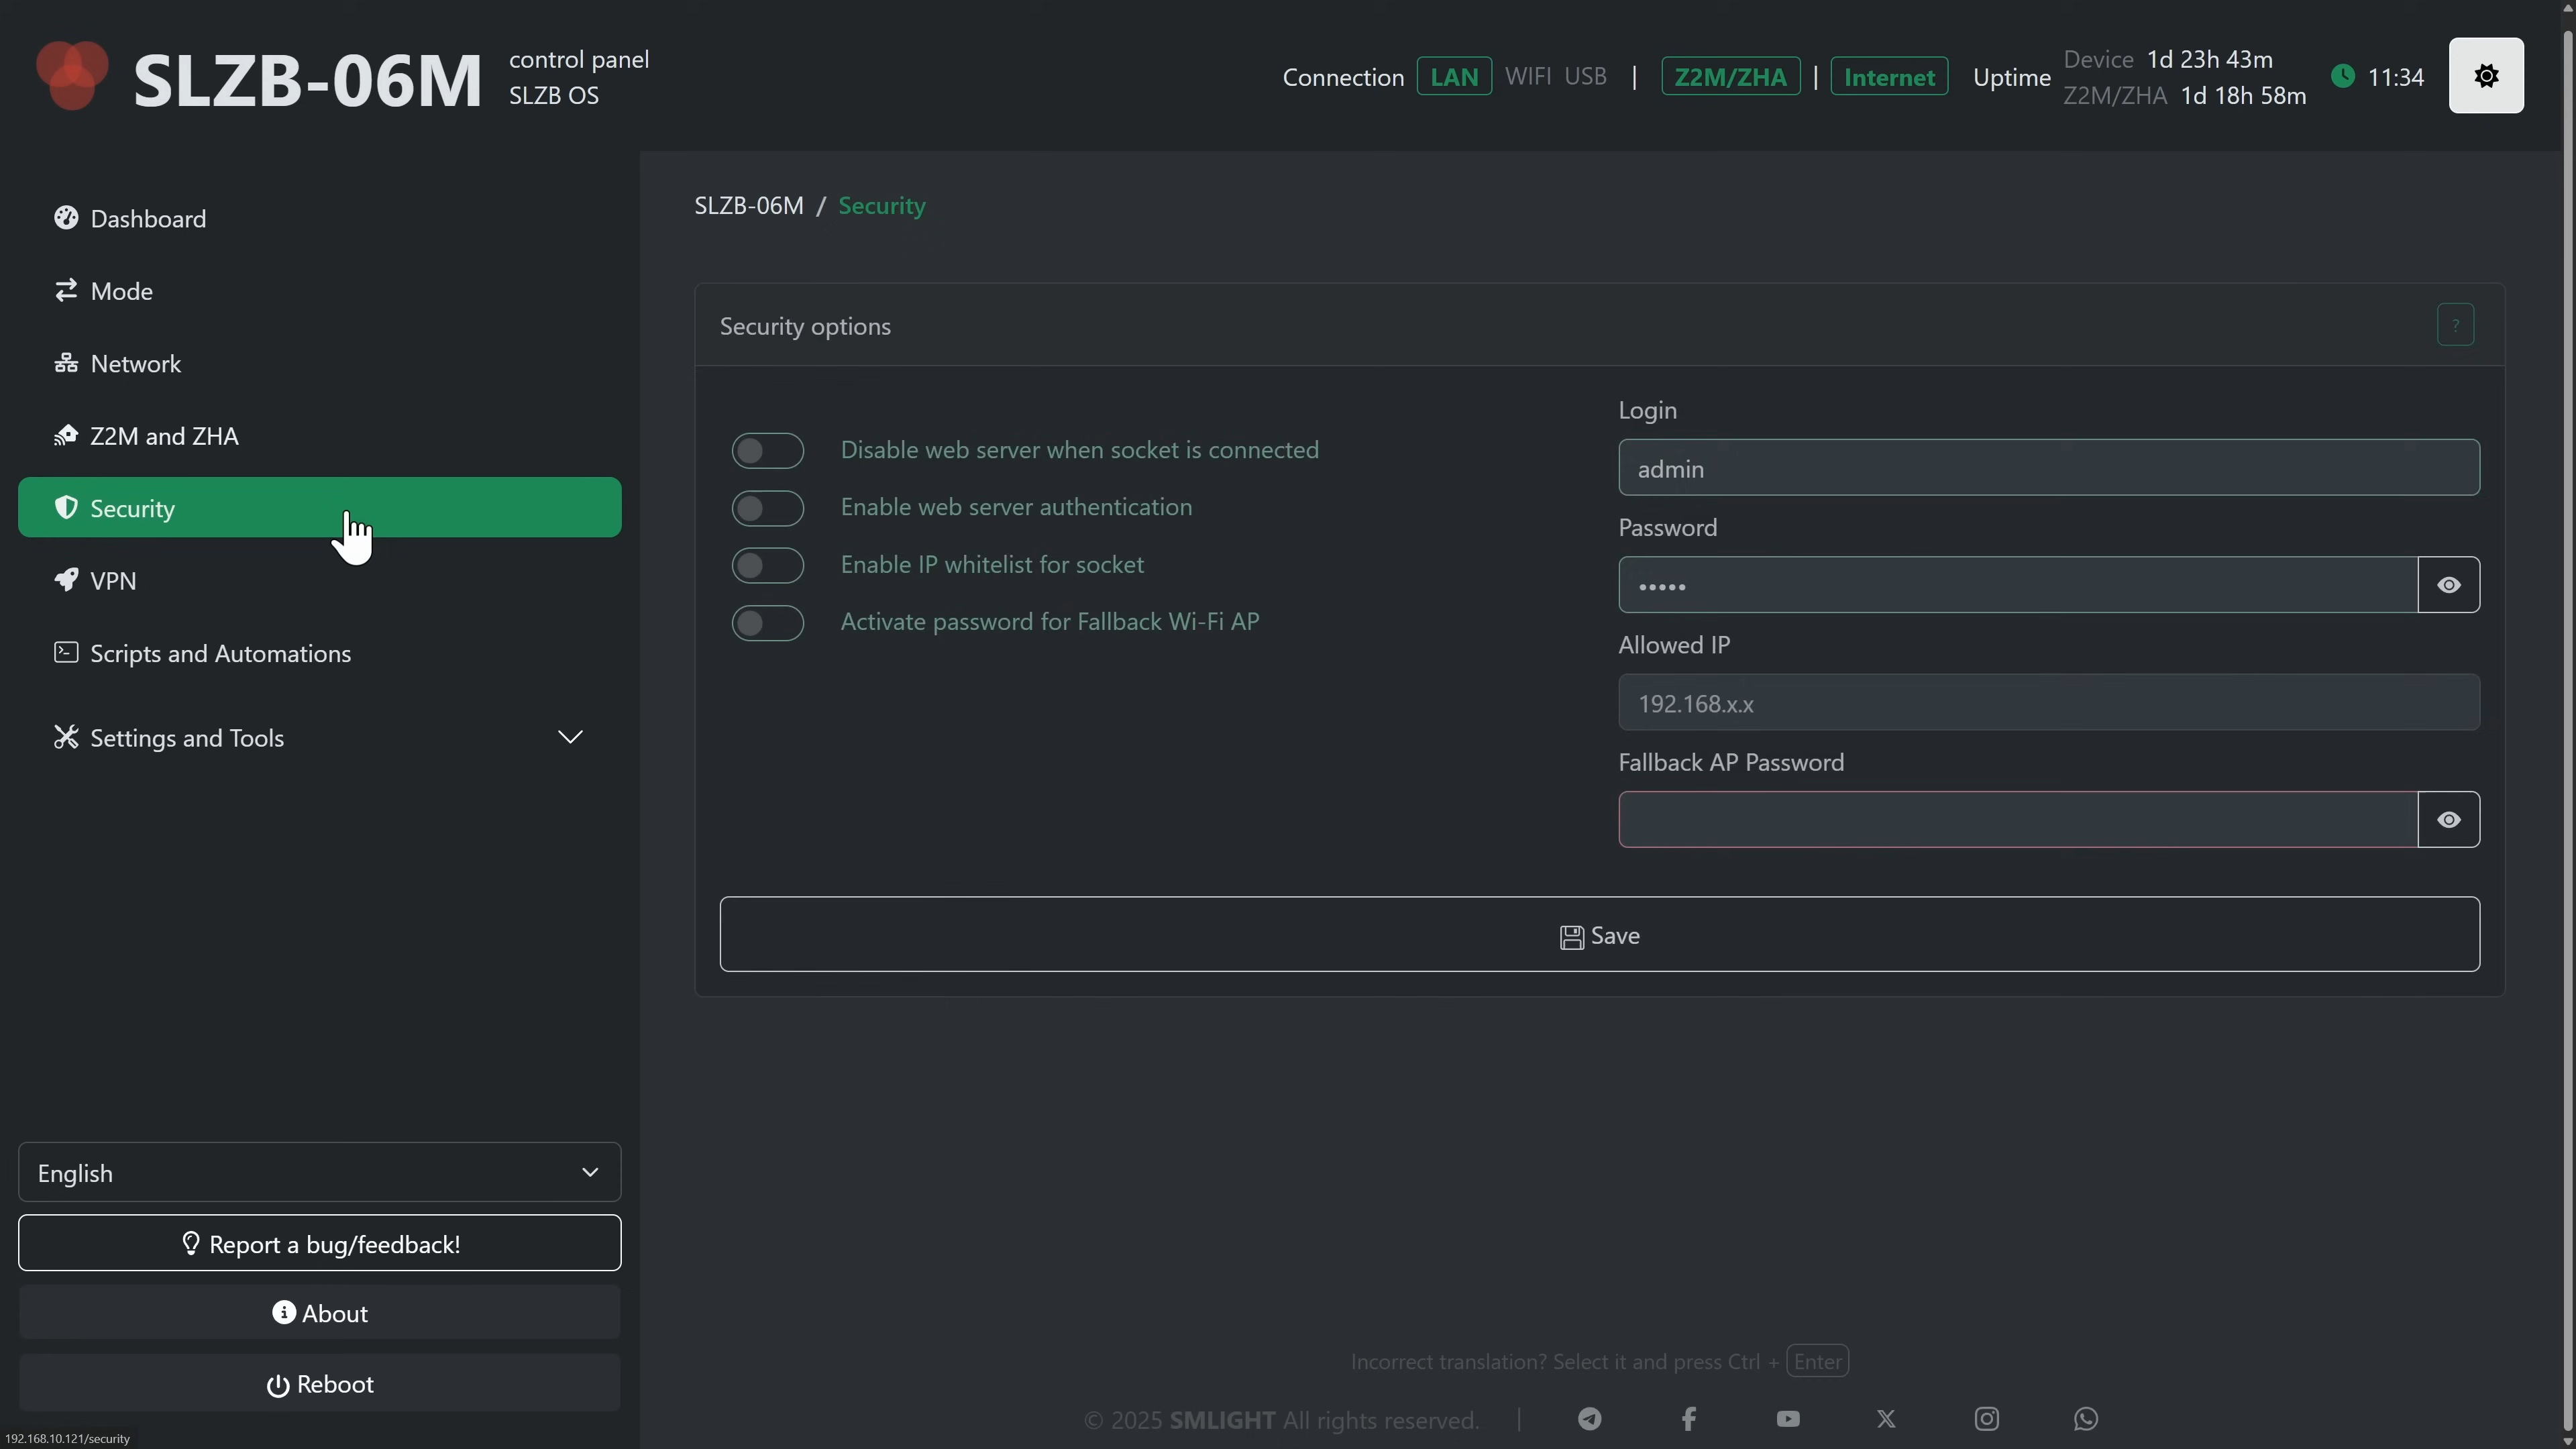 SLZB-06M
control panel
SLZB OS
Connection LAN WIFI USB | Z2M/ZHA | Internet Uptime
Device 1d 23h 43m
Z2M/ZHA 1d 18h 58m
11:34
Dashboard
Mode
Network
Z2M and ZHA
Security
VPN
Scripts and Automations
Settings and Tools
English
Report a bug/feedback!
About
Reboot
192.168.10.121/security
SLZB-06M / Security
Security options
?
Disable web server when socket is connected
Enable web server authentication
Enable IP whitelist for socket
Activate password for Fallback Wi-Fi AP
Login
admin
Password
•••••
Allowed IP
192.168.x.x
Fallback AP Password
Save
Incorrect translation? Select it and press Ctrl + Enter
© 2025 SMLIGHT All rights reserved. |